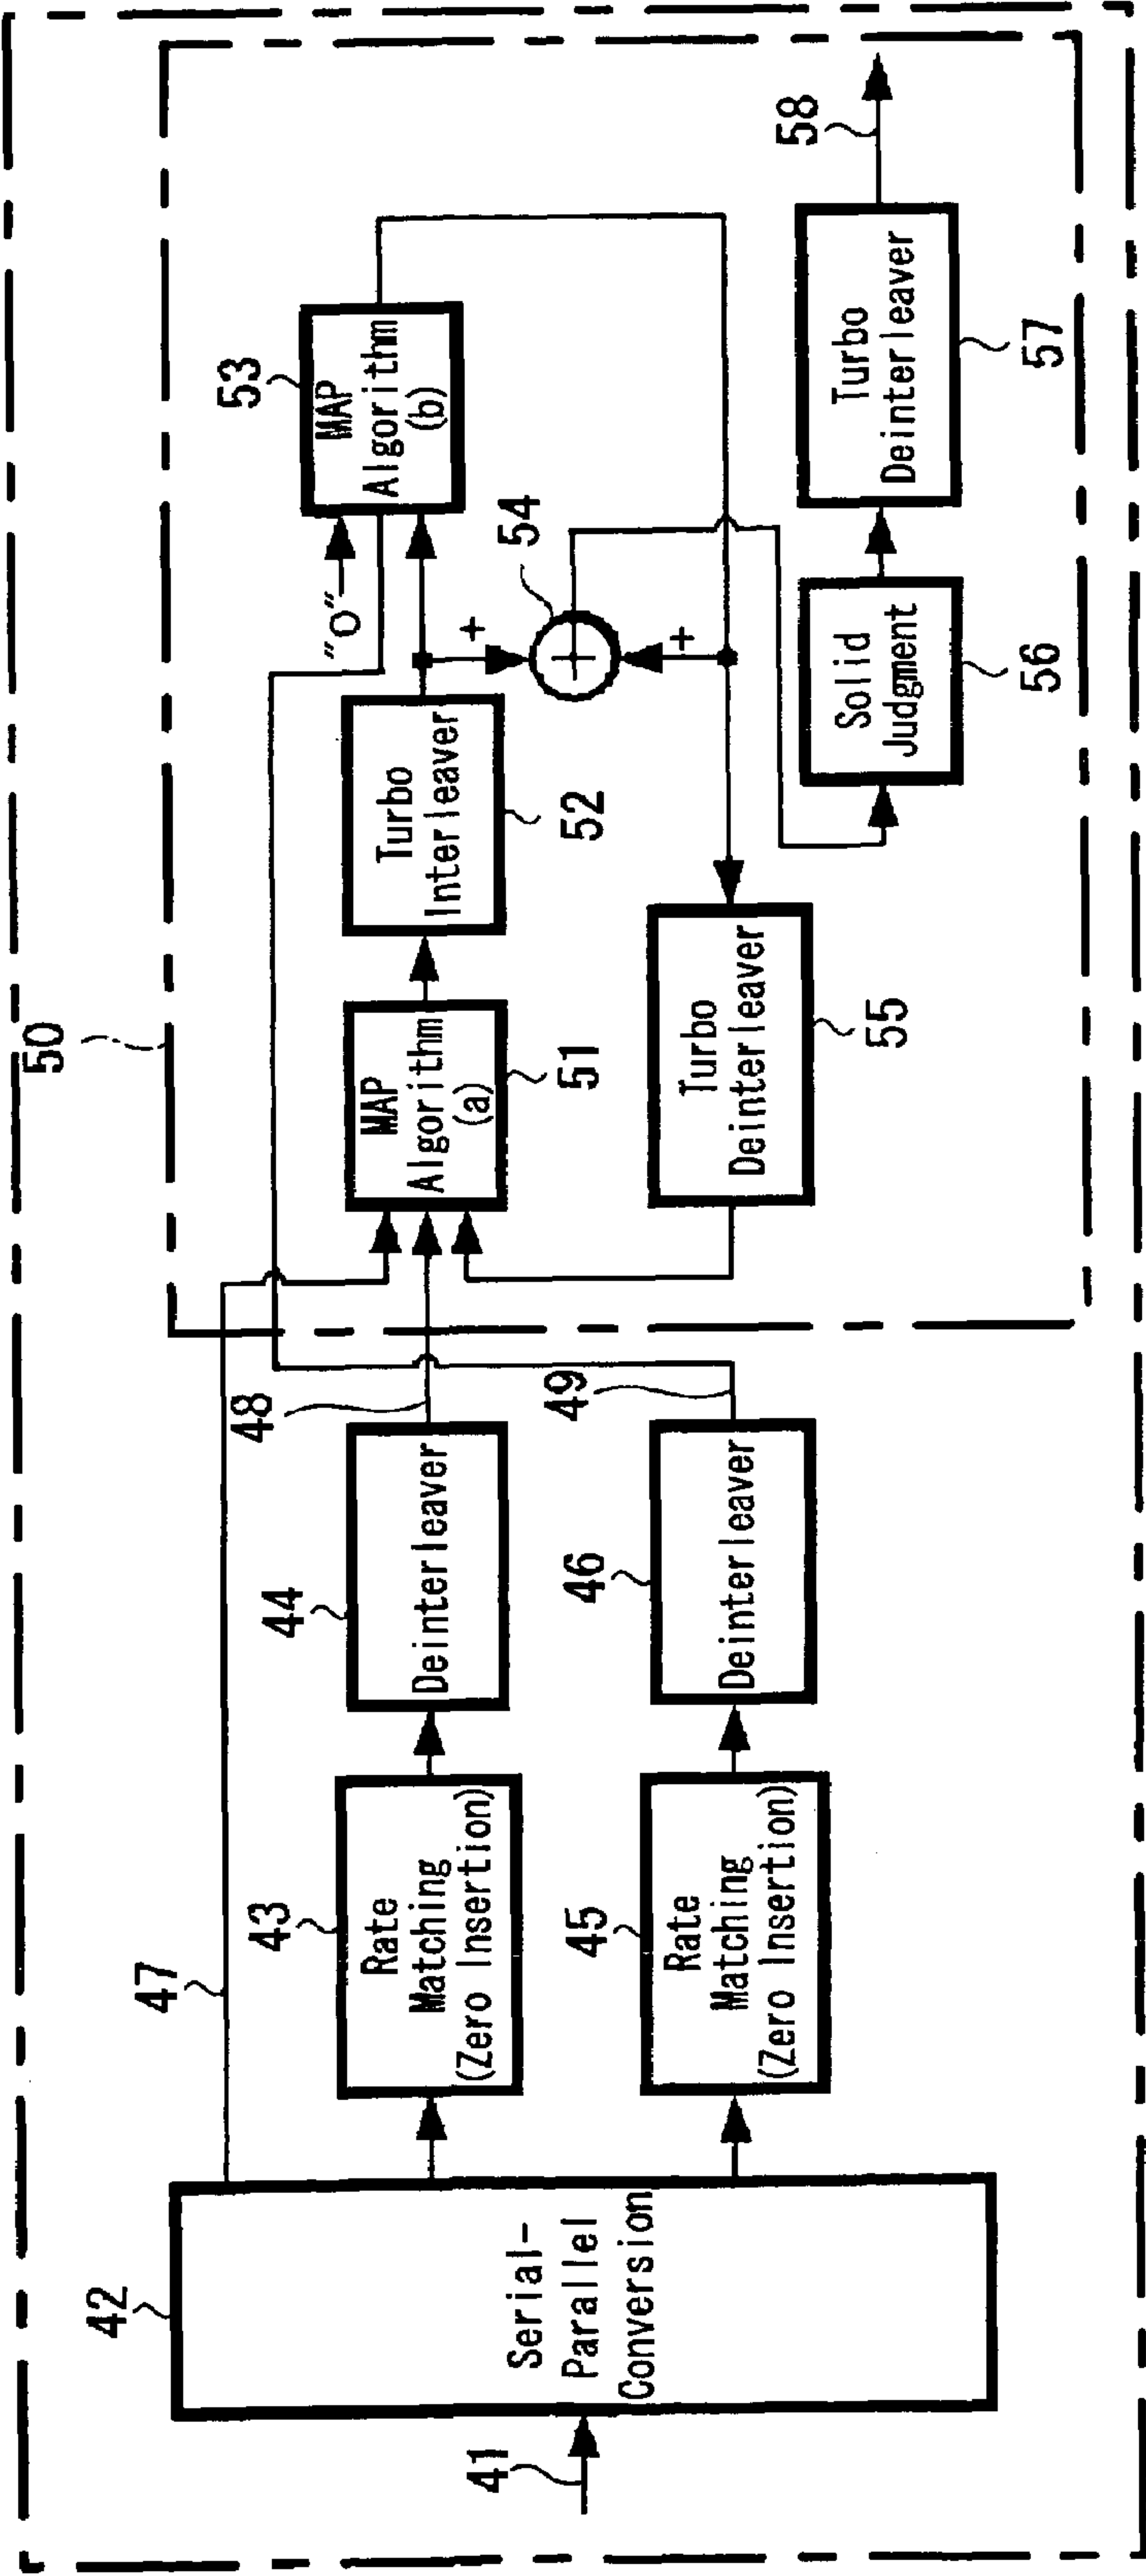 50
47
42
41
Serial-
Parallel
Conversion
43
Rate
Matching
(Zero Insertion)
44
Deinterleaver
48
45
Rate
Matching
(Zero Insertion)
46
Deinterleaver
49
MAP
Algorithm
(a)
51
Turbo
Interleaver
52
"0"
53
MAP
Algorithm
(b)
54
+
+
Turbo
Deinterleaver
55
Solid
Judgment
56
Turbo
Deinterleaver
57
58